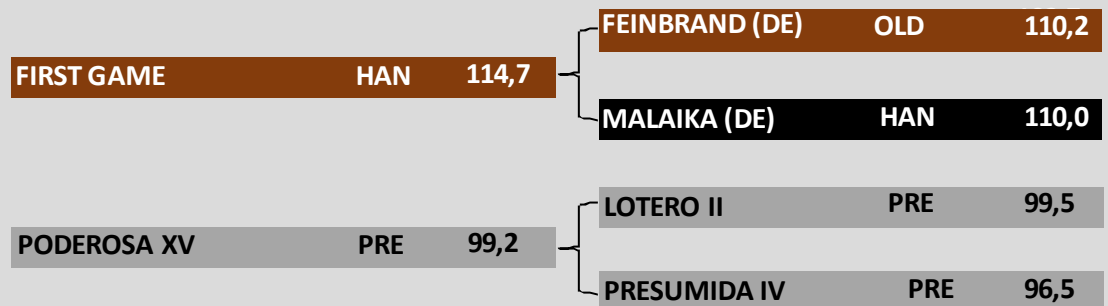 FEINBRAND (DE) OLD 110,2
FIRST GAME HAN 114,7
MALAIKA (DE) HAN 110,0
LOTERO II PRE 99,5
PODEROSA XV PRE 99,2
PRESUMIDA IV PRE 96,5